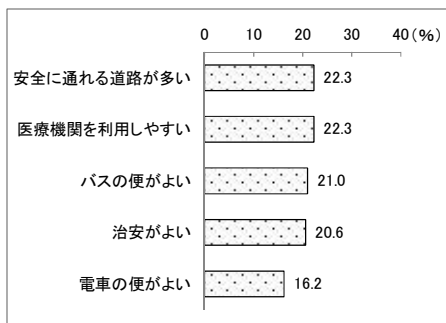 0 10 20 30 40(%)
安全に通れる道路が多い 22.3
医療機関を利用しやすい 22.3
バスの便がよい 21.0
治安がよい 20.6
電車の便がよい 16.2